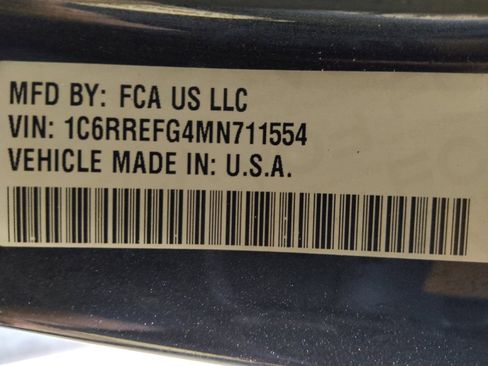 MFD BY: FCA US LLC
VIN: 1C6RREFG4MN711554
VEHICLE MADE IN: U.S.A.